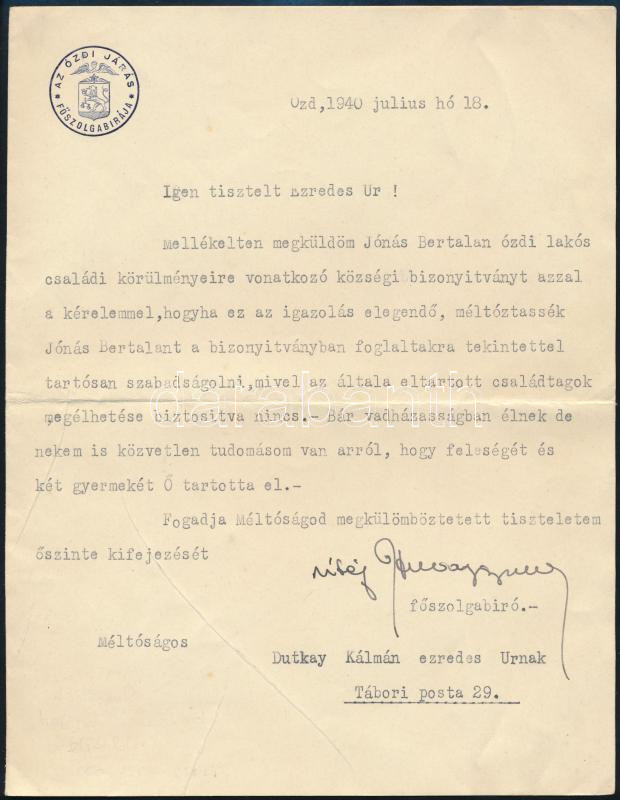 * AZ ÓZDI JÁRÁS * FŐSZOLGABIRÁJA
Ozd,1940 julius hó 18.
Igen tisztelt Ezredes Ur !
Mellékelten megküldöm Jónás Bertalan ózdi lakós
családi körülményeire vonatkozó községi bizonyitványt azzal
a kérelemmel,hogyha ez az igazolás elegendő, méltóztassék
Jónás Bertalant a bizonyitványban foglaltakra tekintettel
tartósan szabadságolni,mivel az általa eltartott családtagok
megélhetése biztositva nincs.- Bár vadházasságban élnek de
nekem is közvetlen tudomásom van arról, hogy feleségét és
két gyermekét Ő tartotta el.-
Fogadja Méltóságod megkülömböztetett tiszteletem
őszinte kifejezését
főszolgabiró.-
Méltóságos
Dutkay Kálmán ezredes Urnak
Tábori posta 29.
darabanth